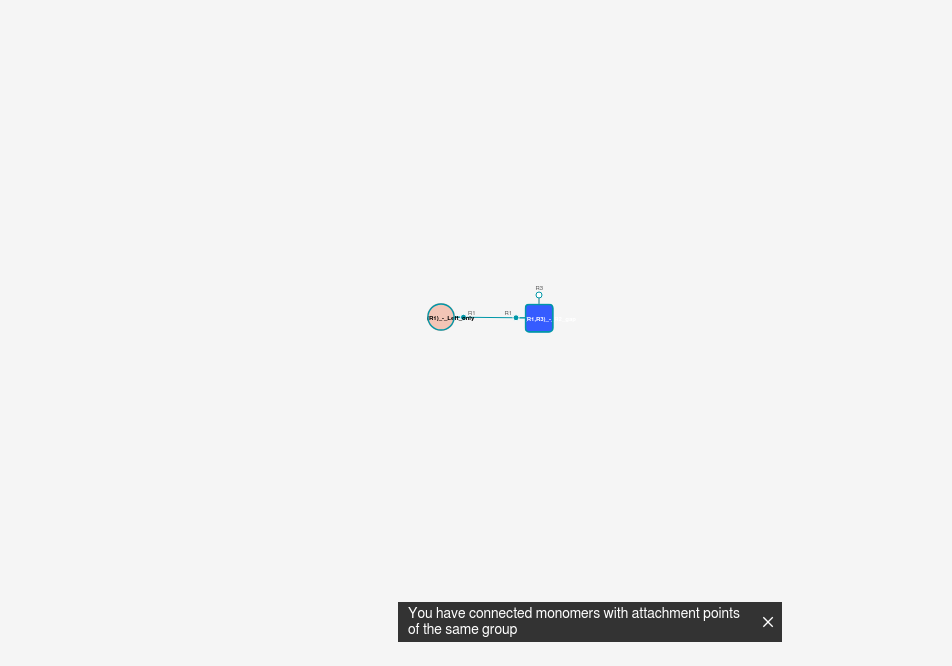 R3
R1 R1
(R1)_-_Left_only
R1,R3)_-_
You have connected monomers with attachment points
of the same group